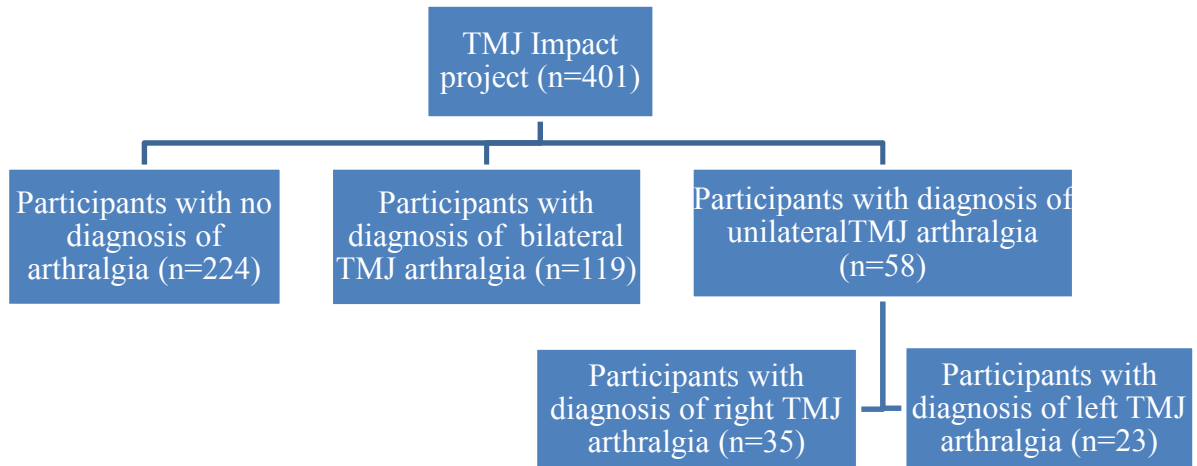 TMJ Impact
project (n=401)
Participants with no
diagnosis of
arthralgia (n=224)
Participants with
diagnosis of bilateral
TMJ arthralgia (n=119)
Participants with diagnosis of
unilateralTMJ arthralgia
(n=58)
Participants with
diagnosis of right TMJ
arthralgia (n=35)
Participants with
diagnosis of left TMJ
arthralgia (n=23)